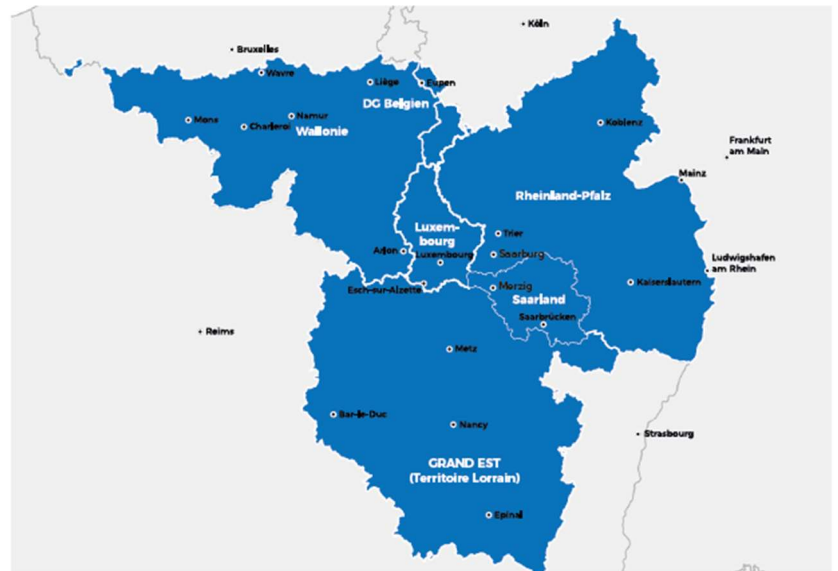 Köln
Bruxelles
Wavre
Liège
Eupen
DG Belgien
Mons
Namur
Charleroi
Wallonie
Koblenz
Frankfurt
am Main
Mainz
Rheinland-Pfalz
Luxem-
bourg
Trier
Arlon
Luxembourg
Saarburg
Ludwigshafen
am Rhein
Esch-sur-Alzette
Merzig
Kaiserslautern
Saarland
Saarbrücken
Reims
Metz
Bar-le-Duc
Nancy
Strasbourg
GRAND EST
(Territoire Lorrain)
Epinal